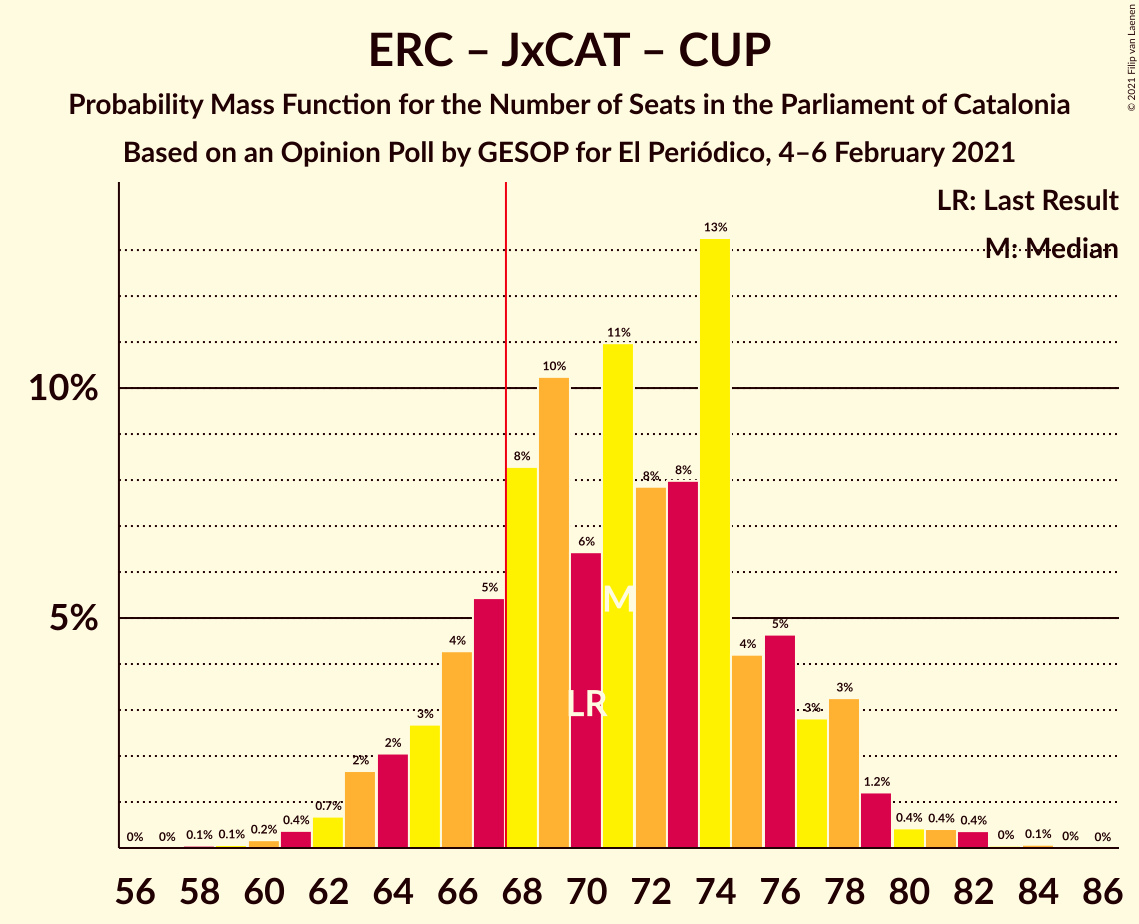 ERC – JxCAT – CUP
Probability Mass Function for the Number of Seats in the Parliament of Catalonia
Based on an Opinion Poll by GESOP for El Periódico, 4–6 February 2021
© 2021 Filip van Laenen
LR: Last Result
M: Median
10%
5%
0% 0% 0.1% 0.1% 0.2% 0.4% 0.7% 2% 2% 3% 4% 5% 8% 10% 6% 11% 8% 8% 13% 4% 5% 3% 3% 1.2% 0.4% 0.4% 0.4% 0% 0.1% 0% 0%
M
LR
56 58 60 62 64 66 68 70 72 74 76 78 80 82 84 86